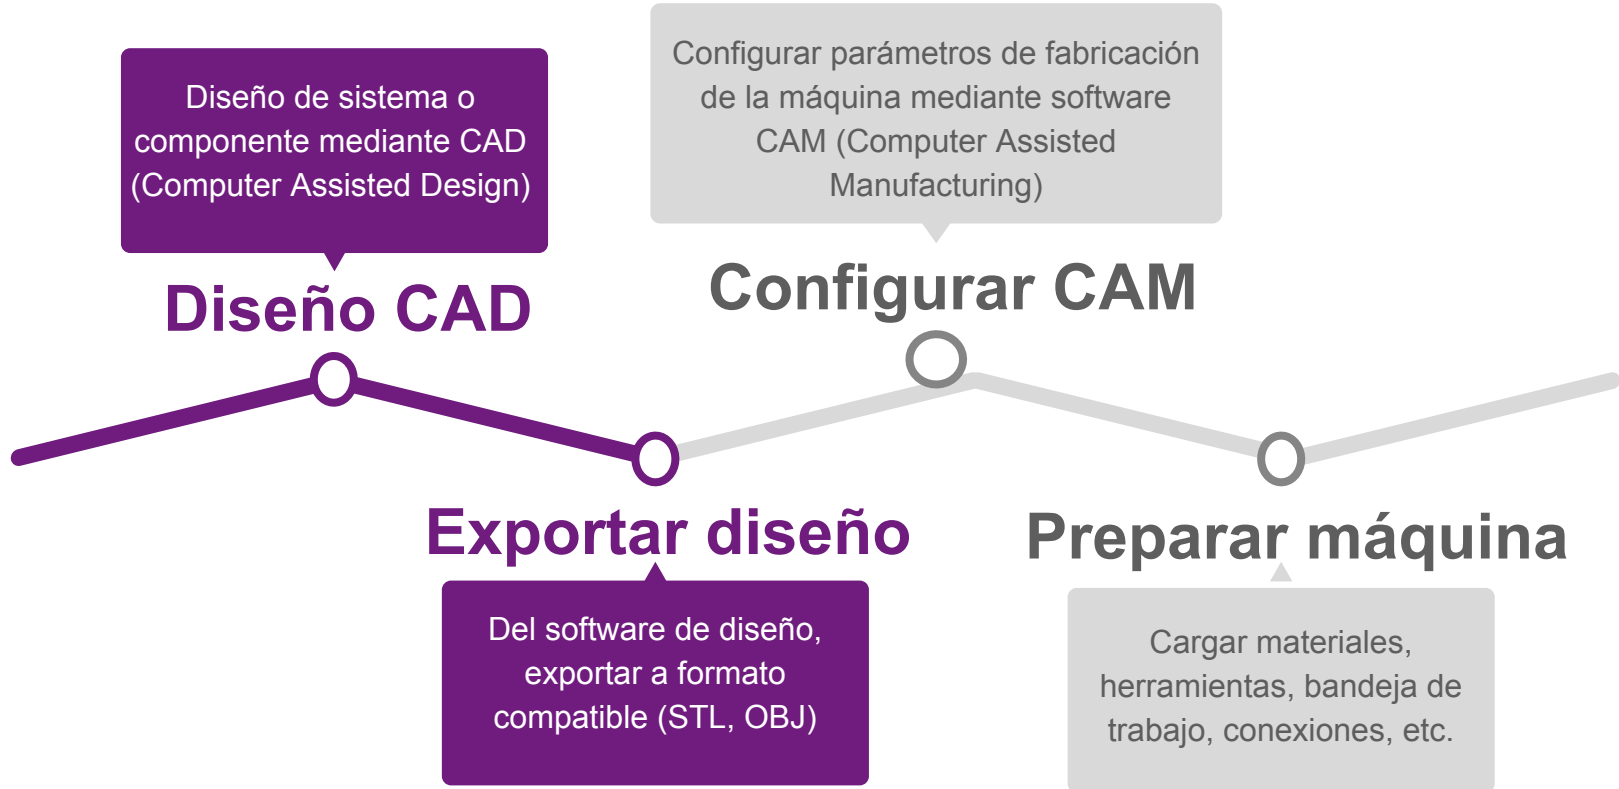 Diseño de sistema o
componente mediante CAD
(Computer Assisted Design)
Diseño CAD
Exportar diseño
Del software de diseño,
exportar a formato
compatible (STL, OBJ)
Configurar parámetros de fabricación
de la máquina mediante software
CAM (Computer Assisted
Manufacturing)
Configurar CAM
Preparar máquina
Cargar materiales,
herramientas, bandeja de
trabajo, conexiones, etc.